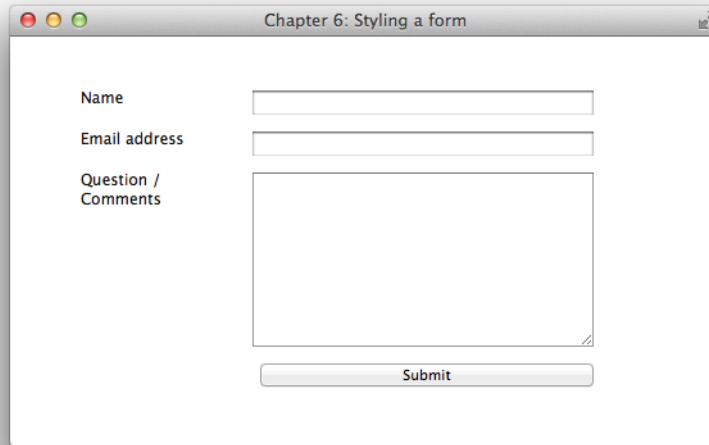 Chapter 6: Styling a form
Name
Email address
Question /
Comments
Submit